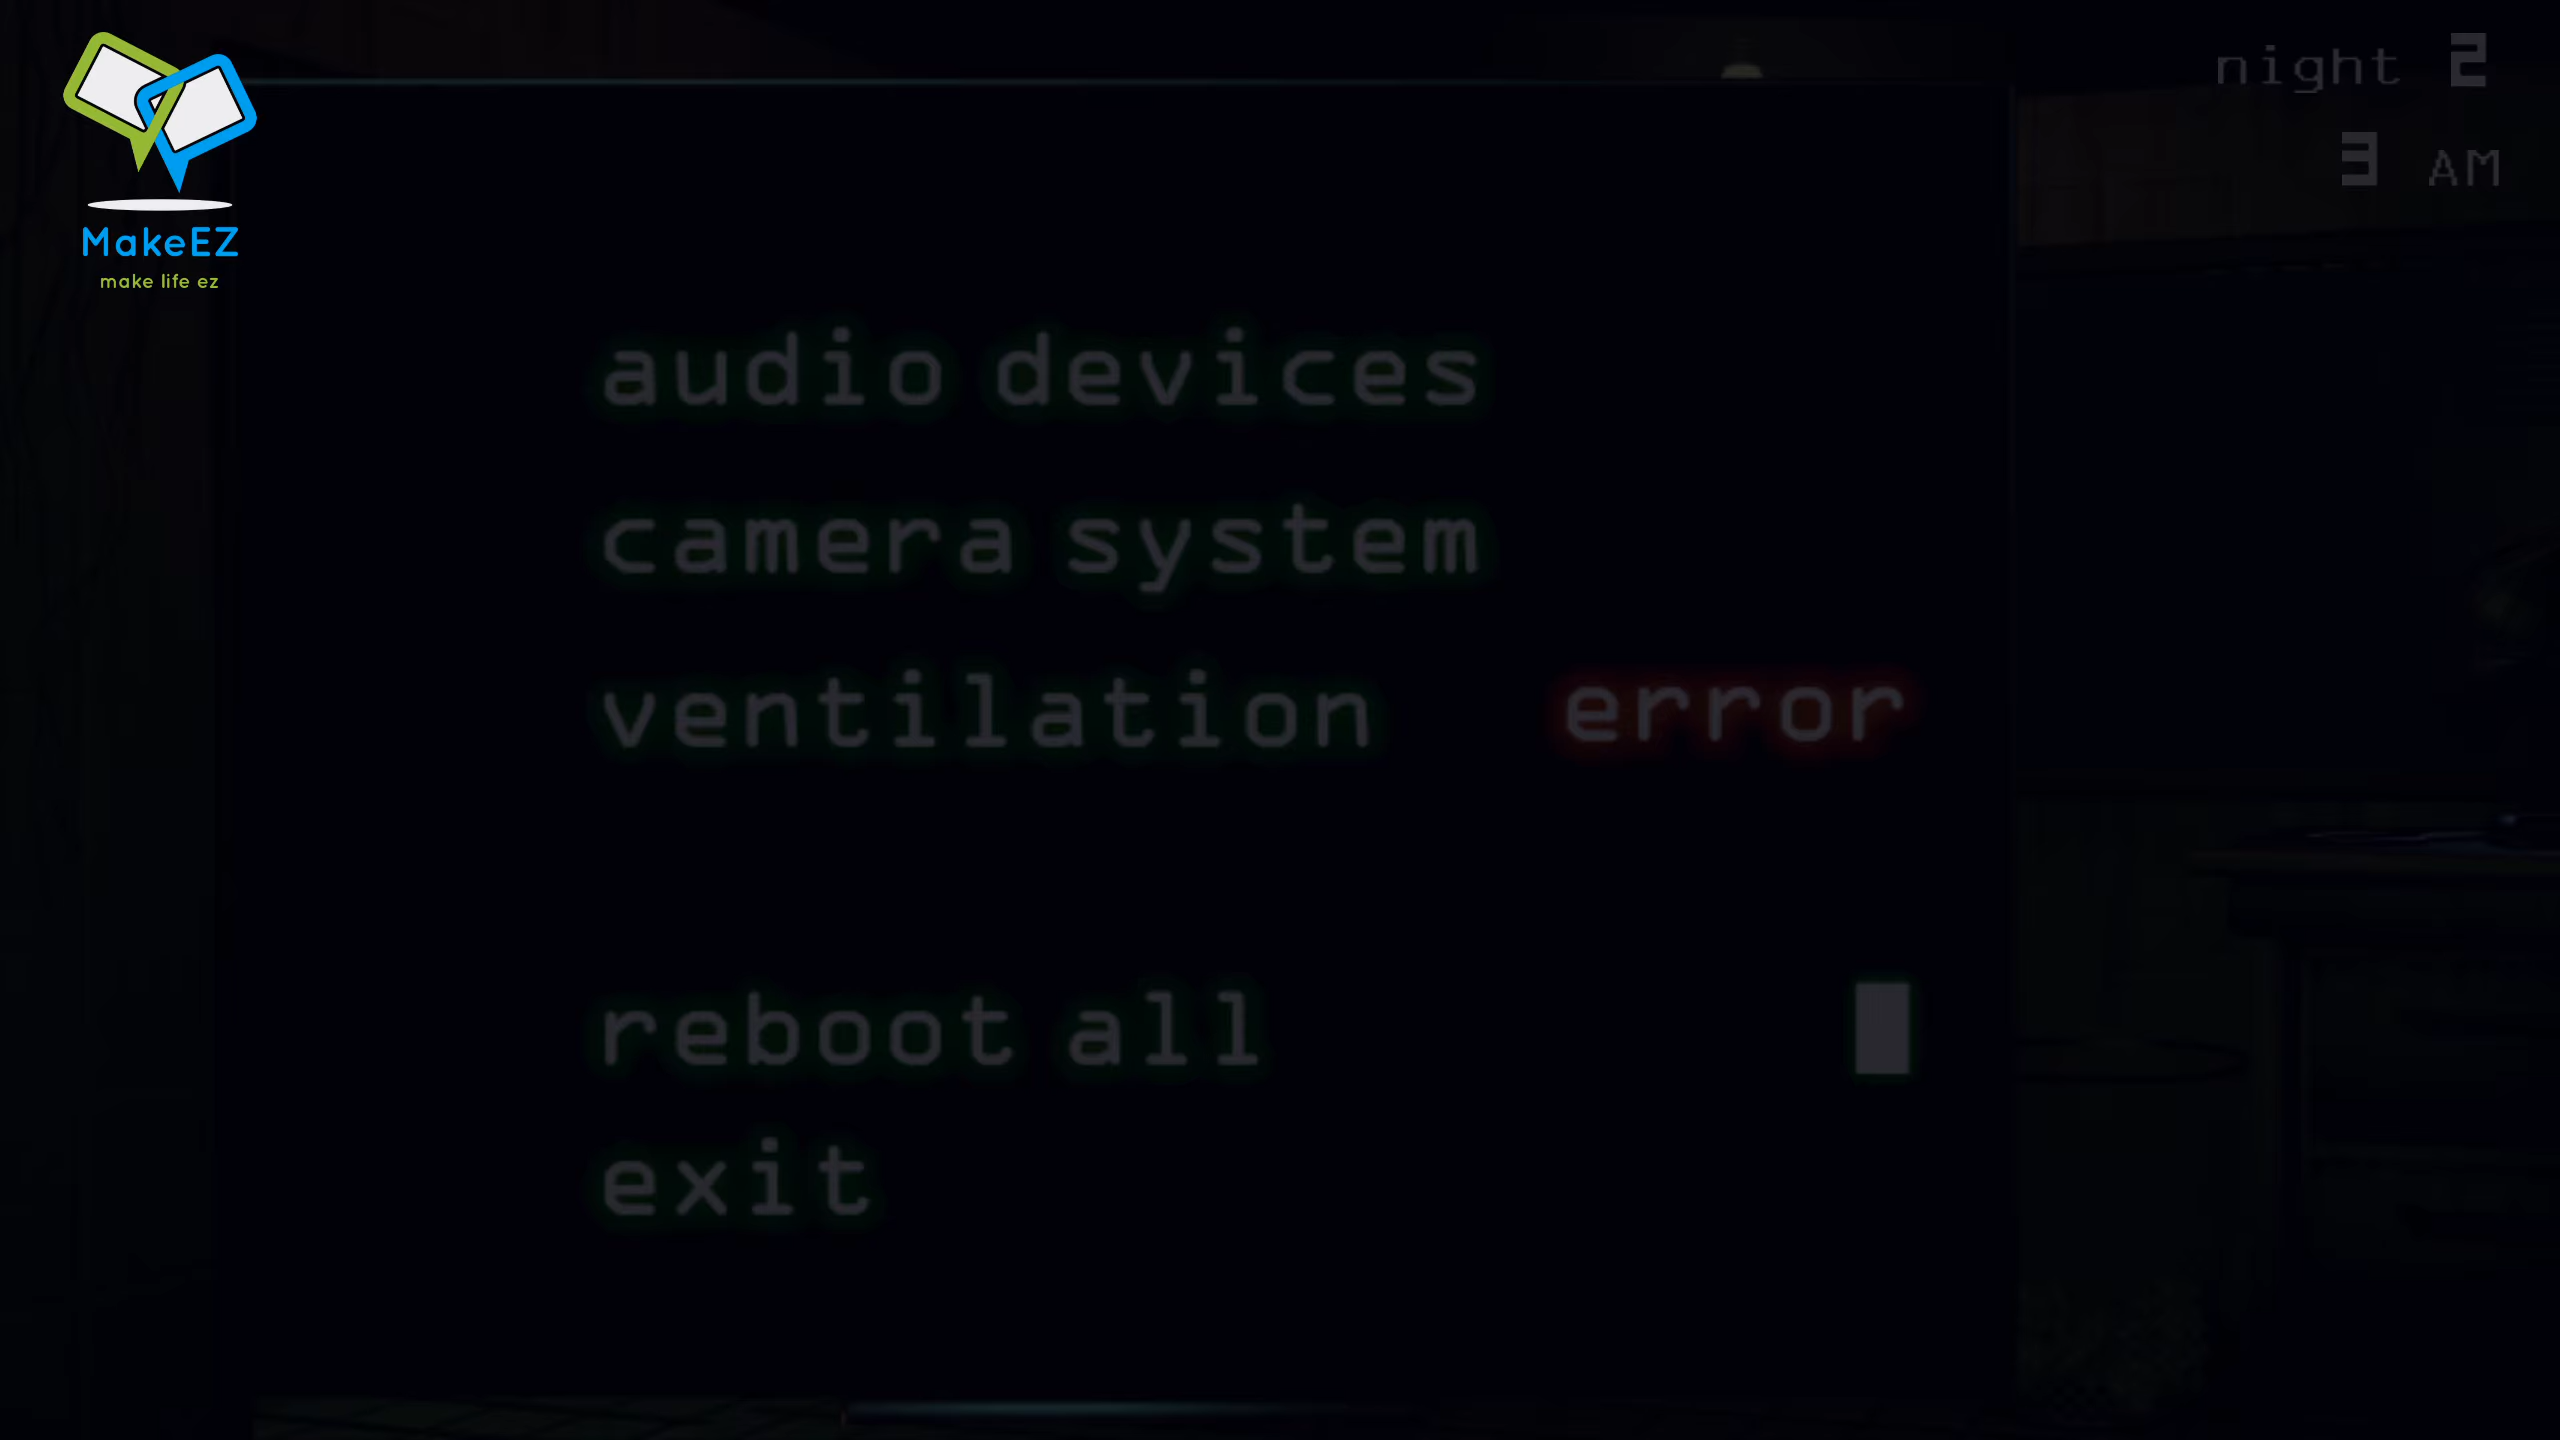 MakeEZ
make life ez
night 2
3 AM
audio devices
camera system
ventilation error
reboot all
exit